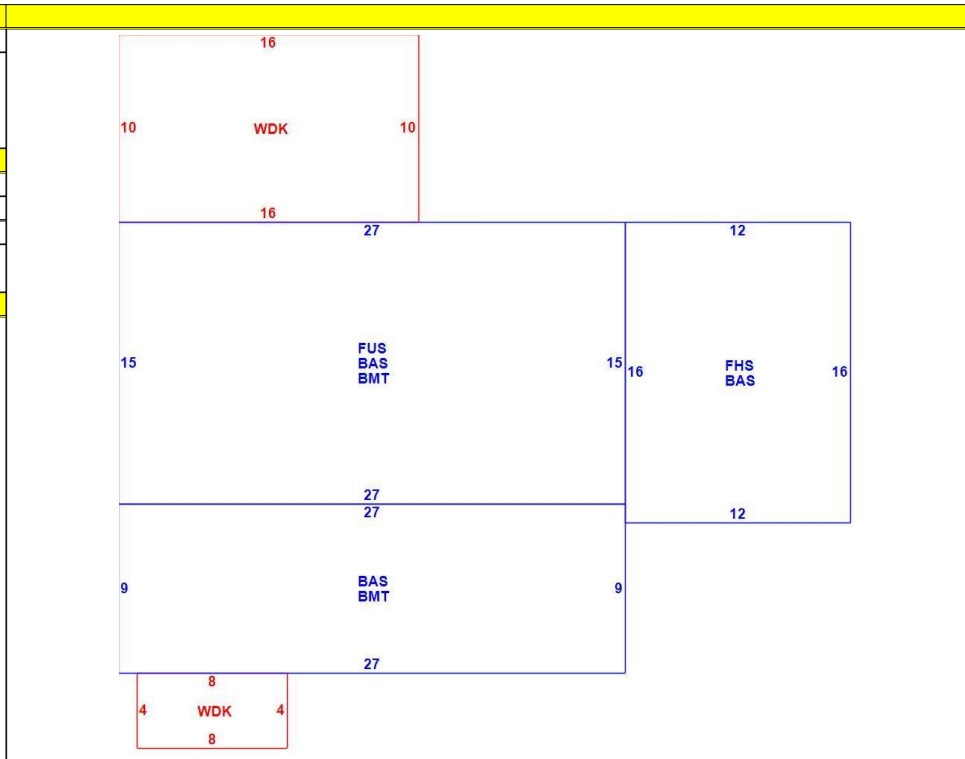 16
10 WDK 10
16
27 12
FUS
BAS
BMT
15 15
16 FHS 16
BAS
27
27
12
9 BAS 9
BMT
27
8
4 WDK 4
8